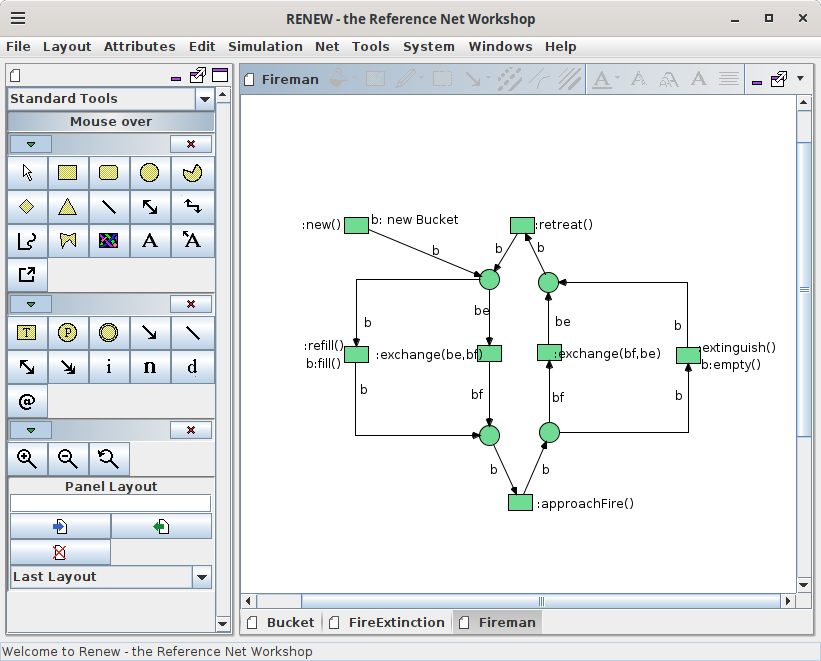 RENEW - the Reference Net Workshop
File Layout Attributes Edit Simulation Net Tools System Windows Help
Fireman
Standard Tools
Mouse over
A A
T P
i n d
@
Panel Layout
Last Layout
:new() b: new Bucket
:retreat()
b b b
be
be
b b
:refill()
b:fill()
:exchange(be,bf)
:exchange(bf,be)
:extinguish()
b:empty()
b bf bf b
b b
:approachFire()
Bucket FireExtinction Fireman
Welcome to Renew - the Reference Net Workshop